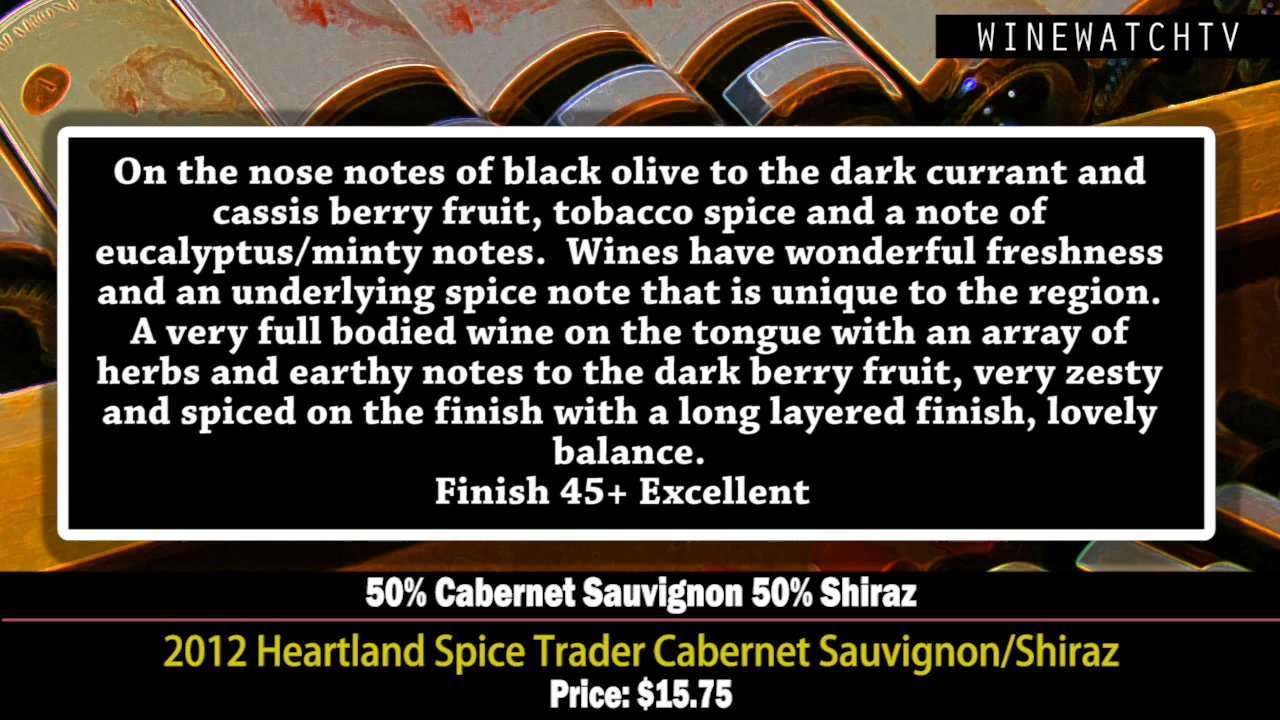 WINEWATCHTV
On the nose notes of black olive to the dark currant and
cassis berry fruit, tobacco spice and a note of
eucalyptus/minty notes.  Wines have wonderful freshness
and an underlying spice note that is unique to the region.
A very full bodied wine on the tongue with an array of
herbs and earthy notes to the dark berry fruit, very zesty
and spiced on the finish with a long layered finish, lovely
balance.
Finish 45+ Excellent
50% Cabernet Sauvignon 50% Shiraz
2012 Heartland Spice Trader Cabernet Sauvignon/Shiraz
Price: $15.75